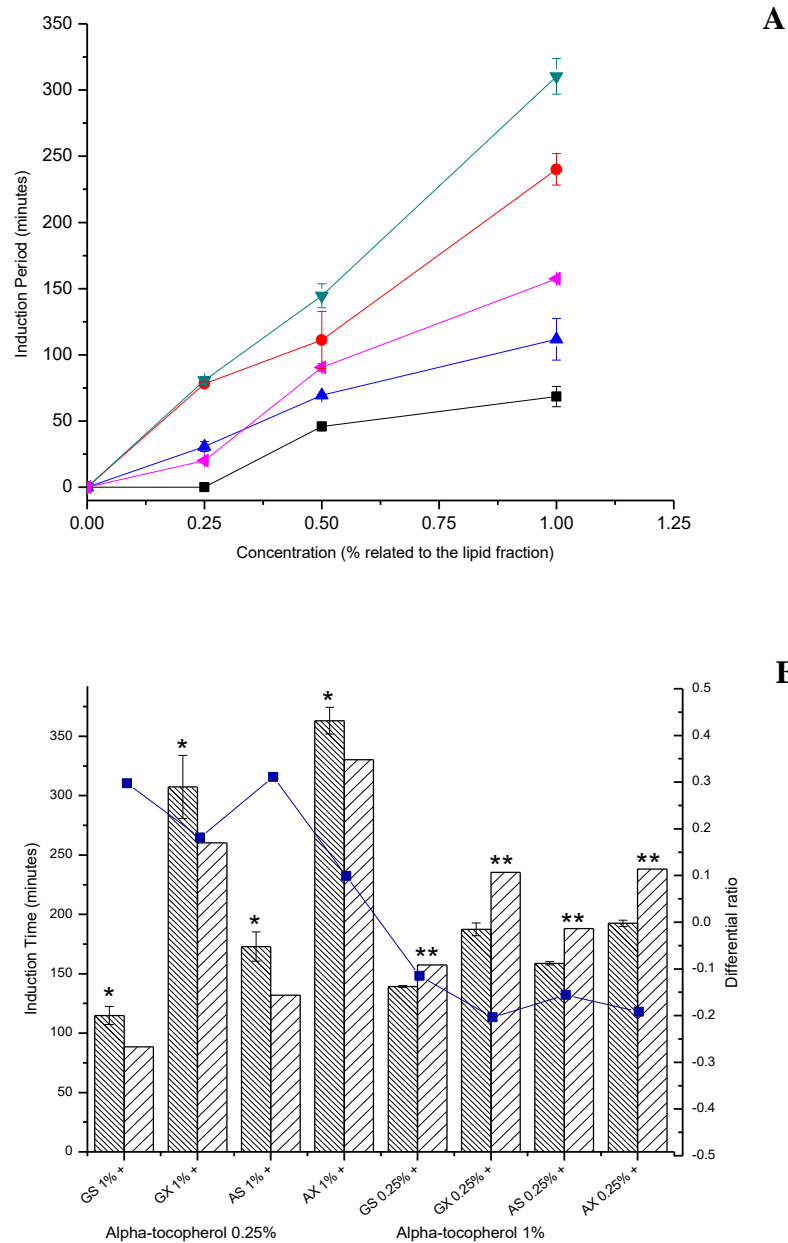 A
350
300
250
200
150
100
50
0
Induction Period (minutes)
0.00 0.25 0.50 0.75 1.00 1.25
Concentration (% related to the lipid fraction)
B
350
300
250
200
150
100
50
0
Induction Time (minutes)
* * * * ** ** ** **
0.5
0.4
0.3
0.2
0.1
0.0
-0.1
-0.2
-0.3
-0.4
-0.5
Differential ratio
GS 1% + GX 1% + AS 1% + AX 1% + GS 0.25% + GX 0.25% + AS 0.25% + AX 0.25% +
Alpha-tocopherol 0.25% Alpha-tocopherol 1%